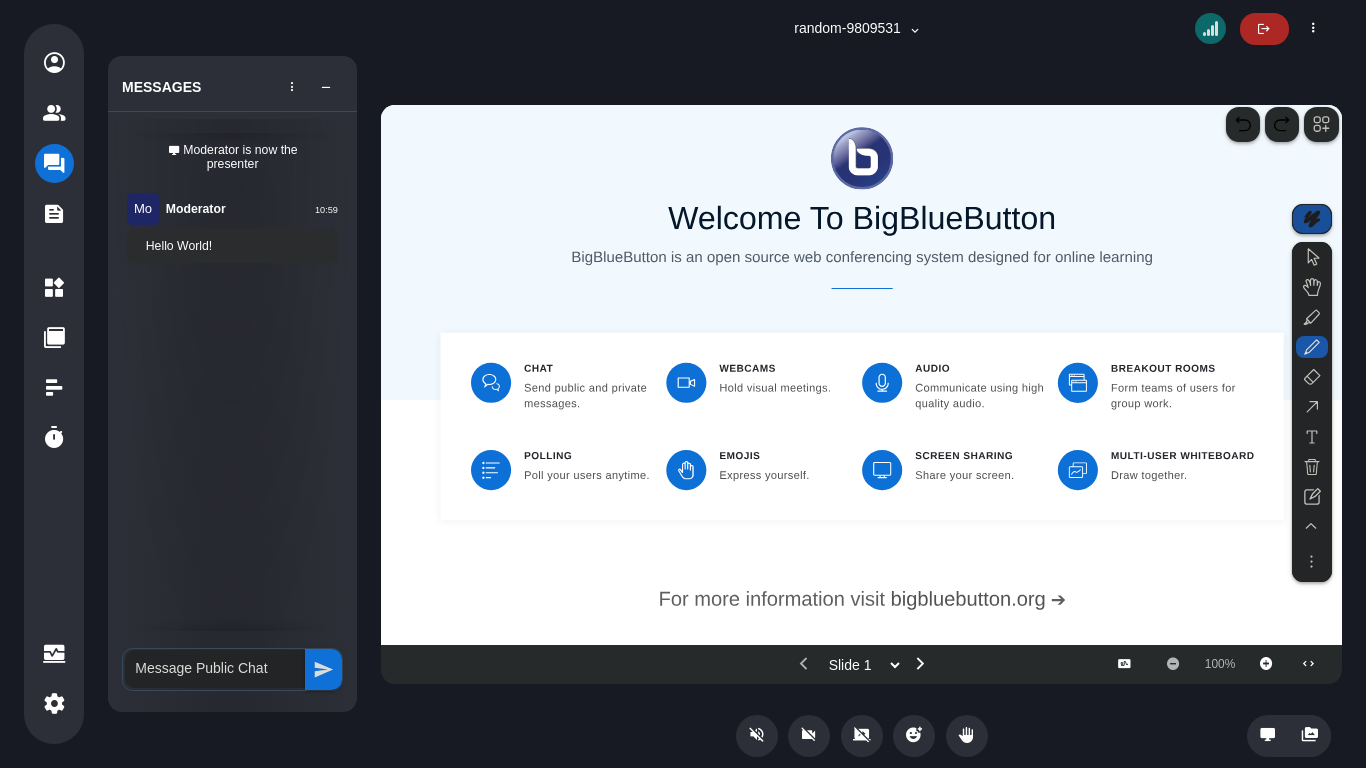 random-9809531
MESSAGES
Moderator is now the
presenter
Mo Moderator 10:59
Hello World!
Message Public Chat
Welcome To BigBlueButton
BigBlueButton is an open source web conferencing system designed for online learning
CHAT
Send public and private
messages.
WEBCAMS
Hold visual meetings.
AUDIO
Communicate using high
quality audio.
BREAKOUT ROOMS
Form teams of users for
group work.
POLLING
Poll your users anytime.
EMOJIS
Express yourself.
SCREEN SHARING
Share your screen.
MULTI-USER WHITEBOARD
Draw together.
For more information visit bigbluebutton.org ➔
Slide 1
100%